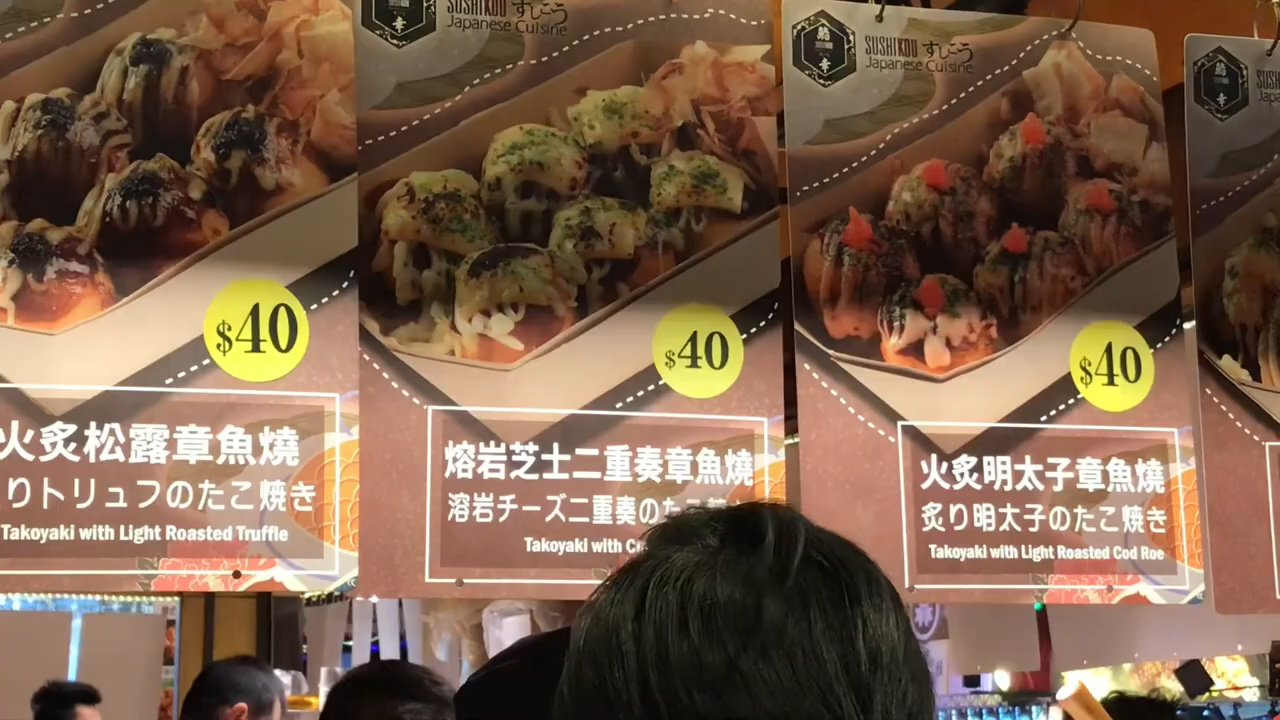 SUSHIKOU すしこう
Japanese Cuisine
$40
火炙松露章魚燒
りトリュフのたこ焼き
Takoyaki with Light Roasted Truffle
$40
熔岩芝士二重奏章魚燒
溶岩チーズ二重奏のた
Takoyaki with
SUSHIKOU すしこう
Japanese Cuisine
$40
火炙明太子章魚燒
炙り明太子のたこ焼き
Takoyaki with Light Roasted Cod Roe